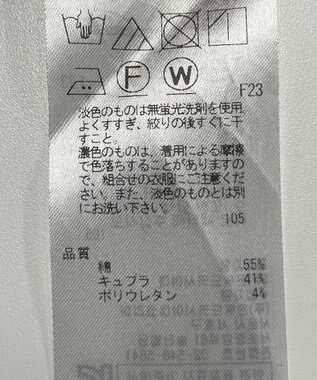 F W
F23
淡色のものは無蛍光洗剤を使用
よくすすぎ、絞りの後すぐに干
すこと。
濃色のものは、着用による摩擦
で色落ちすることがありますの
で、組合せの衣服にご注意くださ
い。また、淡色のものとは別
にお洗い下さい。
105
品質
綿 55%
キュプラ 41%
ポリウレタン 4%